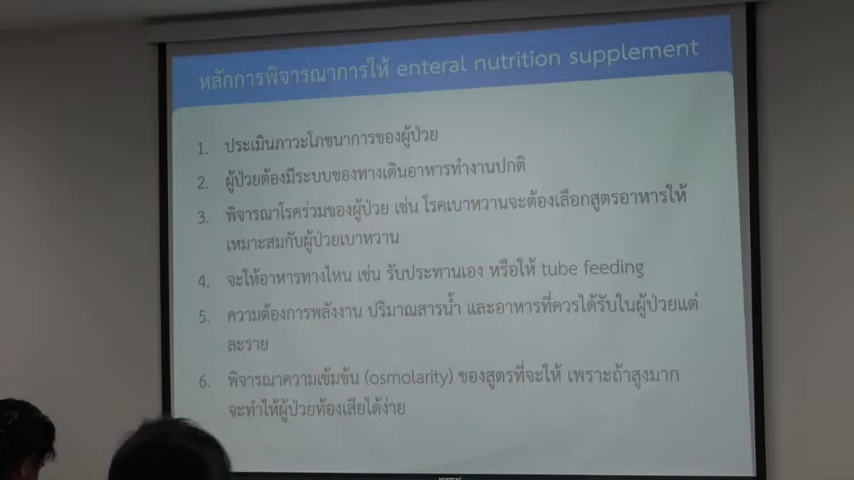 หลักการพิจารณาการให้ enteral nutrition supplement
1. ประเมินภาวะโภชนาการของผู้ป่วย
2. ผู้ป่วยต้องมีระบบของทางเดินอาหารทำงานปกติ
3. พิจารณาโรคร่วมของผู้ป่วย เช่น โรคเบาหวานจะต้องเลือกสูตรอาหารให้
เหมาะสมกับผู้ป่วยเบาหวาน
4. จะให้อาหารทางไหน เช่น รับประทานเอง หรือให้ tube feeding
5. ความต้องการพลังงาน ปริมาณสารน้ำ และอาหารที่ควรได้รับในผู้ป่วยแต่
ละราย
6. พิจารณาความเข้มข้น (osmolarity) ของสูตรที่จะให้ เพราะถ้าสูงมาก
จะทำให้ผู้ป่วยท้องเสียได้ง่าย